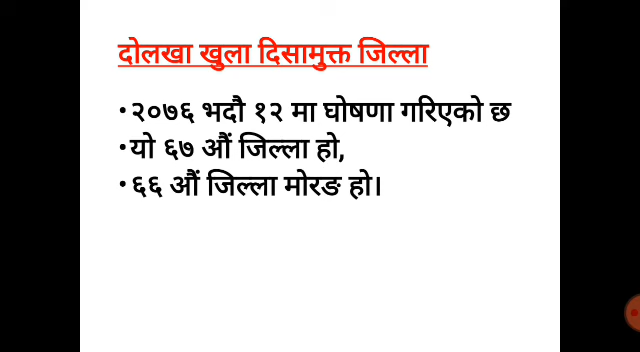 दोलखा खुला दिसामुक्त जिल्ला
•२०७६ भदौ १२ मा घोषणा गरिएको छ
•यो ६७ औं जिल्ला हो,
•६६ औं जिल्ला मोरङ हो।